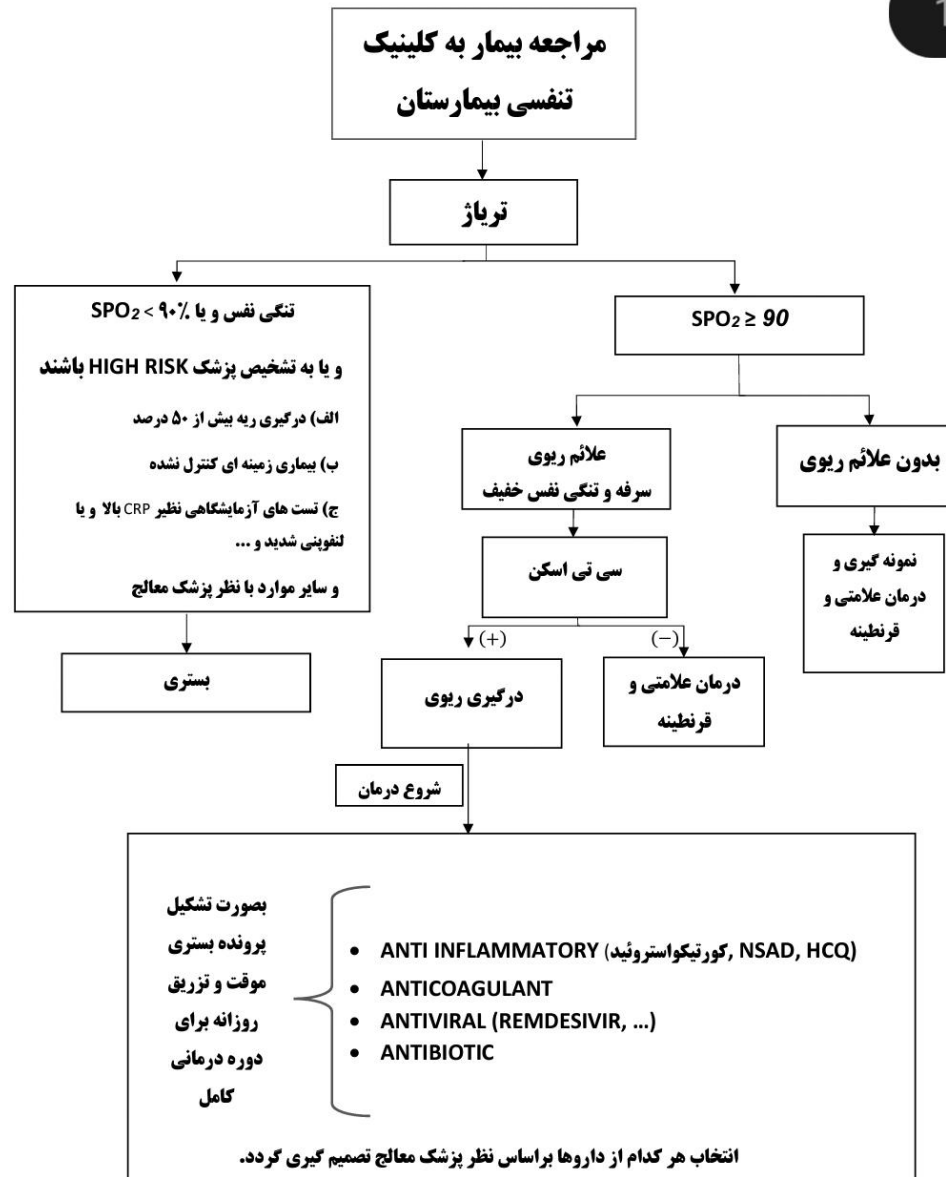 1
مراجعه بیمار به کلینیک
تنفسی بیمارستان
تریاژ
تنگی نفس و یا SPO2 < ۹۰٪
و یا به تشخیص پزشک HIGH RISK باشند
الف) درگیری ریه بیش از ۵۰ درصد
ب) بیماری زمینه ای کنترل نشده
ج) تست های آزمایشگاهی نظیر CRP بالا و یا
لنفوپنی شدید و ...
و سایر موارد با نظر پزشک معالج
بستری
SPO2 ≥ 90
علائم ریوی
سرفه و تنگی نفس خفیف
بدون علائم ریوی
سی تی اسکن
نمونه گیری و
درمان علامتی و
قرنطینه
(+)
(−)
درگیری ریوی
درمان علامتی و
قرنطینه
شروع درمان
بصورت تشکیل
پرونده بستری
موقت و تزریق
روزانه برای
دوره درمانی
کامل
• ANTI INFLAMMATORY (کورتیکواستروئید, NSAD, HCQ)
• ANTICOAGULANT
• ANTIVIRAL (REMDESIVIR, ...)
• ANTIBIOTIC
انتخاب هر کدام از داروها براساس نظر پزشک معالج تصمیم گیری گردد.